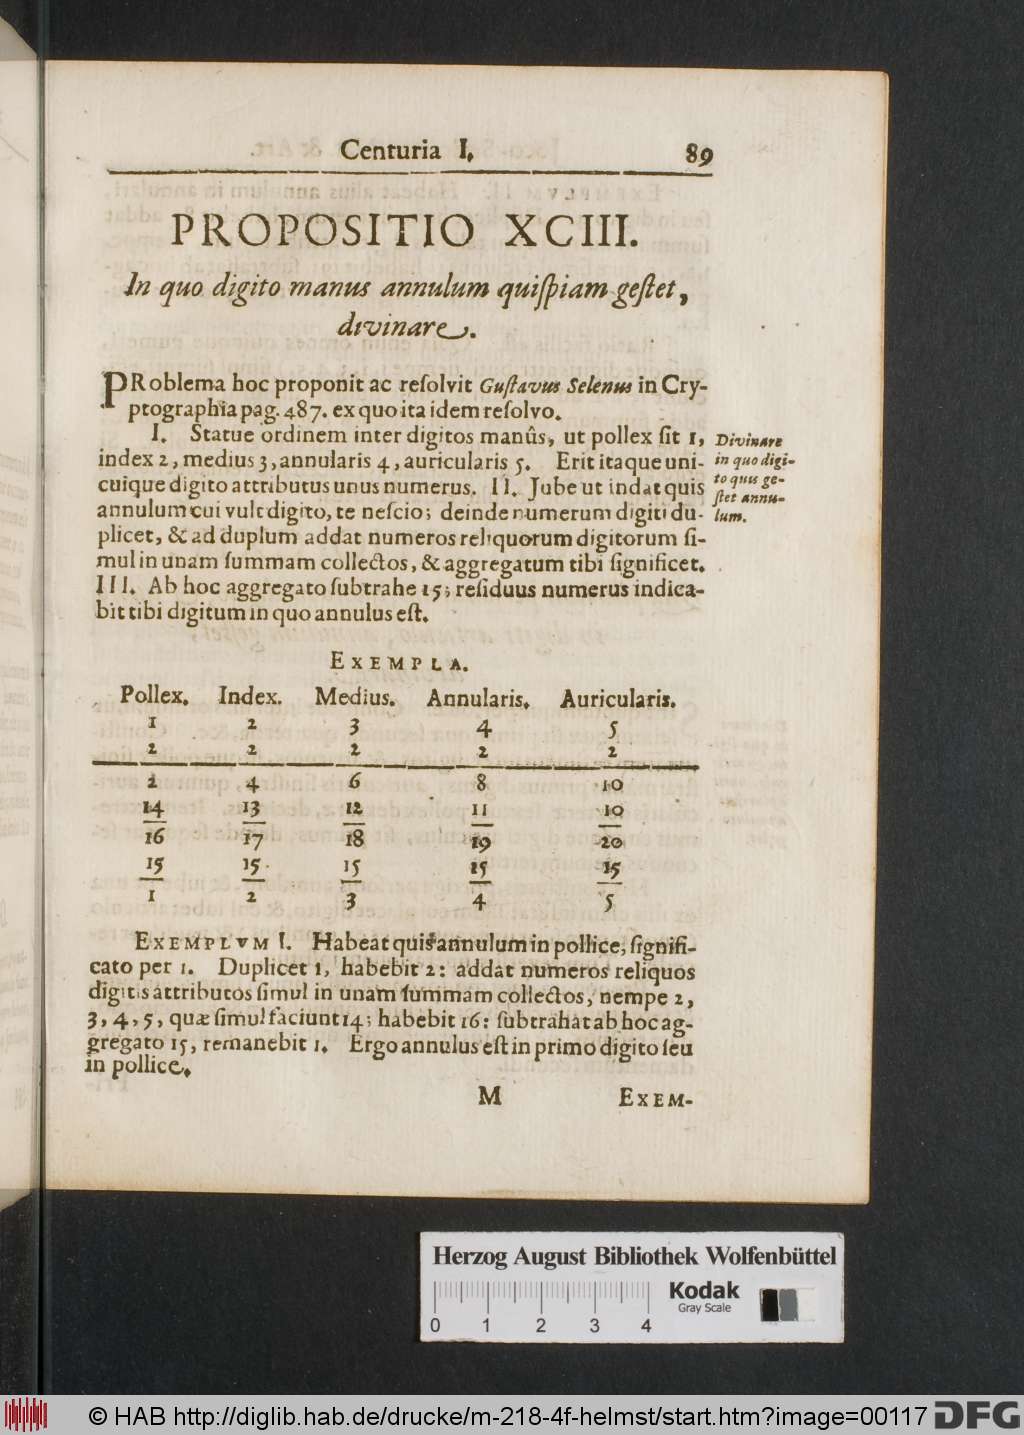 Centuria I. 89
PROPOSITIO XCIII.
In quo digito manus annulum quiſpiam geſtet,
divinare.
PRoblema hoc proponit ac reſolvit Guſtavus Selenus in Cry-
ptographia pag. 487. ex quo ita idem reſolvo.
I. Statue ordinem inter digitos manûs, ut pollex ſit 1,
index 2, medius 3, annularis 4, auricularis 5. Erit itaque uni-
cuique digito attributus unus numerus. II. Jube ut indat quis
annulum cui vult digito, te neſcio; deinde numerum digiti du-
plicet, & ad duplum addat numeros reliquorum digitorum ſi-
mul in unam ſummam collectos, & aggregatum tibi ſignificet.
III. Ab hoc aggregato ſubtrahe 15; reſiduus numerus indica-
bit tibi digitum in quo annulus eſt.
Divinare
in quo digi-
to quis ge-
ſtet annu-
lum.
EXEMPLA.
Pollex. Index. Medius. Annularis. Auricularis.
1 2 3 4 5
2 2 2 2 2
2 4 6 8 10
14 13 12 11 10
16 17 18 19 20
15 15 15 15 15
1 2 3 4 5
EXEMPLVM I. Habeat quis annulum in pollice, ſignifi-
cato per 1. Duplicet 1, habebit 2: addat numeros reliquos
digitis attributos ſimul in unam ſummam collectos, nempe 2,
3, 4, 5, quæ ſimul faciunt 14; habebit 16: ſubtrahat ab hoc ag-
gregato 15, remanebit 1. Ergo annulus eſt in primo digito ſeu
in pollice.
M EXEM-
Herzog August Bibliothek Wolfenbüttel
Kodak
Gray Scale
0 1 2 3 4
© HAB http://diglib.hab.de/drucke/m-218-4f-helmst/start.htm?image=00117 DFG